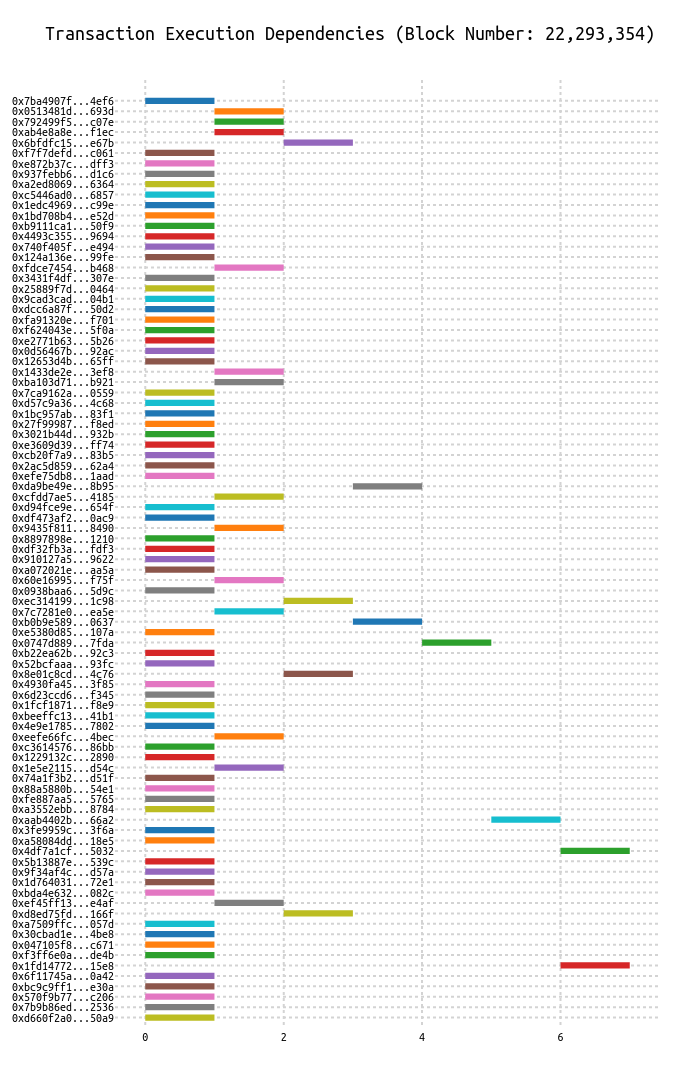 Transaction Execution Dependencies (Block Number: 22,293,354)
0x7ba4907f...4ef6
0x0513481d...693d
0x792499f5...c07e
0xab4e8a8e...f1ec
0x6bfdfc15...e67b
0xf7f7defd...c061
0xe872b37c...dff3
0x937febb6...d1c6
0xa2ed8069...6364
0xc5446ad0...6857
0x1edc4969...c99e
0x1bd708b4...e52d
0xb9111ca1...50f9
0x4493c355...9694
0x740f405f...e494
0x124a136e...99fe
0xfdce7454...b468
0x3431f4df...307e
0x25889f7d...0464
0x9cad3cad...04b1
0xdcc6a87f...50d2
0xfa91320e...f701
0xf624043e...5f0a
0xe2771b63...5b26
0x0d56467b...92ac
0x12653d4b...65ff
0x1433de2e...3ef8
0xba103d71...b921
0x7ca9162a...0559
0xd57c9a36...4c68
0x1bc957ab...83f1
0x27f99987...f8ed
0x3021b44d...932b
0xe3609d39...ff74
0xcb20f7a9...83b5
0x2ac5d859...62a4
0xefe75db8...1aad
0xda9be49e...8b95
0xcfdd7ae5...4185
0xd94fce9e...654f
0xdf473af2...0ac9
0x9435f811...8490
0x8897898e...1210
0xdf32fb3a...fdf3
0x910127a5...9622
0xa072021e...aa5a
0x60e16995...f75f
0x0938baa6...5d9c
0xec314199...1c98
0x7c7281e0...ea5e
0xb0b9e589...0637
0xe5380d85...107a
0x0747d889...7fda
0xb22ea62b...92c3
0x52bcfaaa...93fc
0x8e01c8cd...4c76
0x4930fa45...3f85
0x6d23ccd6...f345
0x1fcf1871...f8e9
0xbeeffc13...41b1
0x4e9e1785...7802
0xeefe66fc...4bec
0xc3614576...86bb
0x1229132c...2890
0x1e5e2115...d54c
0x74a1f3b2...d51f
0x88a5880b...54e1
0xfe887aa5...5765
0xa3552ebb...8784
0xaab4402b...66a2
0x3fe9959c...3f6a
0xa58084dd...18e5
0x4df7a1cf...5032
0x5b13887e...539c
0x9f34af4c...d57a
0x1d764031...72e1
0xbda4e632...082c
0xef45ff13...e4af
0xd8ed75fd...166f
0xa7509ffc...057d
0x30cbad1e...4be8
0x047105f8...c671
0xf3ff6e0a...de4b
0x1fd14772...15e8
0x6f11745a...0a42
0xbc9c9ff1...e30a
0x570f9b77...c206
0x7b9b86ed...2536
0xd660f2a0...50a9
0 2 4 6